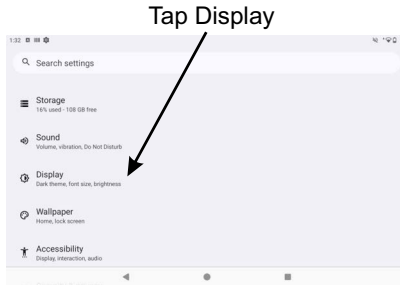 Tap Display
1:32
Search settings
Storage
16% used - 108 GB free
Sound
Volume, vibration, Do Not Disturb
Display
Dark theme, font size, brightness
Wallpaper
Home, lock screen
Accessibility
Display, interaction, audio